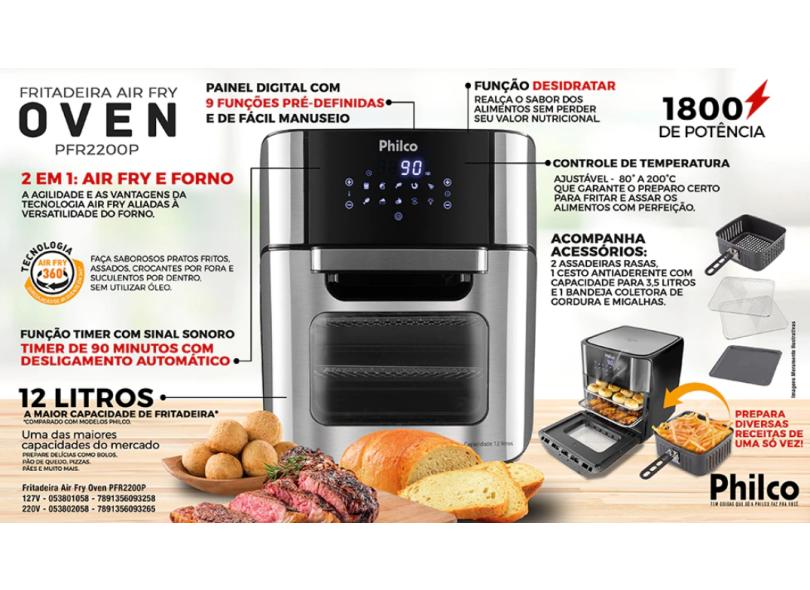 FRITADEIRA AIR FRY
OVEN
PFR2200P
2 EM 1: AIR FRY E FORNO
A AGILIDADE E AS VANTAGENS DA
TECNOLOGIA AIR FRY ALIADAS À
VERSATILIDADE DO FORNO.
TECNOLOGIA
AIR FRY
360°
FAÇA SABOROSOS PRATOS FRITOS,
ASSADOS, CROCANTES POR FORA E
SUCULENTOS POR DENTRO,
SEM UTILIZAR ÓLEO.
FUNÇÃO TIMER COM SINAL SONORO
TIMER DE 90 MINUTOS COM
DESLIGAMENTO AUTOMÁTICO
12 LITROS
A MAIOR CAPACIDADE DE FRITADEIRA*
*COMPARADO COM MODELOS PHILCO.
Uma das maiores
capacidades do mercado
PREPARE DELÍCIAS COMO BOLOS,
PÃO DE QUEIJO, PIZZAS,
PÃES E MUITO MAIS.
Fritadeira Air Fry Oven PFR2200P
127V - 053801058 - 7891356093258
220V - 053802058 - 7891356093265
PAINEL DIGITAL COM
9 FUNÇÕES PRÉ-DEFINIDAS
E DE FÁCIL MANUSEIO
Philco
90
Capacidade 12 litros
FUNÇÃO DESIDRATAR
REALÇA O SABOR DOS
ALIMENTOS SEM PERDER
SEU VALOR NUTRICIONAL.
1800
DE POTÊNCIA
CONTROLE DE TEMPERATURA
AJUSTÁVEL - 80° A 200°C
QUE GARANTE O PREPARO CERTO
PARA FRITAR E ASSAR OS
ALIMENTOS COM PERFEIÇÃO.
ACOMPANHA
ACESSÓRIOS:
2 ASSADEIRAS RASAS,
1 CESTO ANTIADERENTE COM
CAPACIDADE PARA 3,5 LITROS
E 1 BANDEJA COLETORA DE
GORDURA E MIGALHAS.
Imagens Meramente Ilustrativas
PREPARA
DIVERSAS
RECEITAS DE
UMA SÓ VEZ!
Philco
TEM COISAS QUE SÓ A PHILCO FAZ PRA VOCÊ